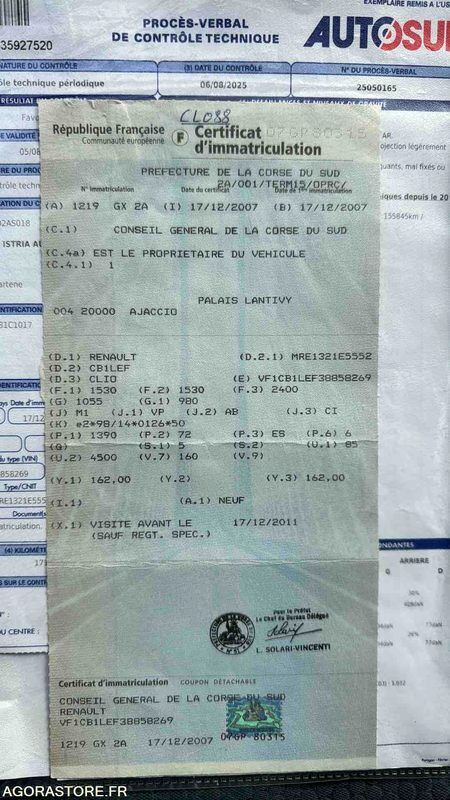 EXEMPLAIRE REMIS A L'US
PROCÈS-VERBAL
DE CONTRÔLE TECHNIQUE
AUTOSUR
35927520
NATURE DU CONTRÔLE
(3) DATE DU CONTRÔLE
N° DU PROCÈS-VERBAL
ôle technique périodique
06/08/2025
25050165
CLO88
République Française
Communauté européenne
F
Certificat
d'immatriculation
07GP80315
PREFECTURE DE LA CORSE DU SUD
2A/001/TERM15/OPRC/
N° immatriculation
Date du certificat
Date de 1ère immatriculation
(A) 1219 GX 2A (I) 17/12/2007 (B) 17/12/2007
(C.1) CONSEIL GENERAL DE LA CORSE DU SUD
(C.4a) EST LE PROPRIETAIRE DU VEHICULE
(C.4.1) 1
PALAIS LANTIVY
004 20000 AJACCIO
(D.1) RENAULT (D.2.1) MRE1321E5552
(D.2) CB1LEF
(D.3) CLIO (E) VF1CB1LEF38858269
(F.1) 1530 (F.2) 1530 (F.3) 2400
(G) 1055 (G.1) 980
(J) M1 (J.1) VP (J.2) AB (J.3) CI
(K) e2*98/14*0126*50
(P.1) 1390 (P.2) 72 (P.3) ES (P.6) 6
(Q) (S.1) 5 (S.2) (U.1) 85
(U.2) 4500 (V.7) 160 (V.9)
(Y.1) 162,00 (Y.2) (Y.3) 162,00
(I.1) (A.1) NEUF
(X.1) VISITE AVANT LE 17/12/2011
(SAUF REGT. SPEC.)
Pour le Préfet
Le Chef de Bureau Délégué
L. SOLARI-VINCENTI
Certificat d'immatriculation COUPON DÉTACHABLE
CONSEIL GENERAL DE LA CORSE DU SUD
RENAULT
VF1CB1LEF38858269
1219 GX 2A 17/12/2007 07GP 80315
ARRIERE
AGORASTORE.FR